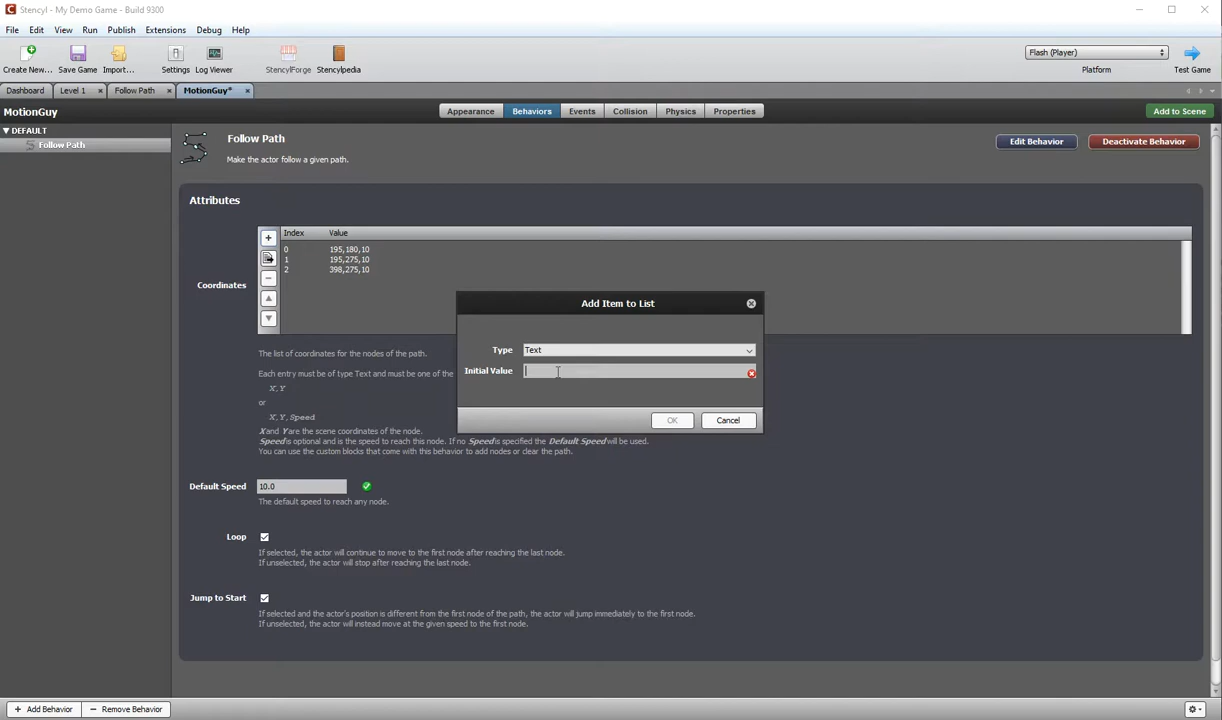 Stencyl - My Demo Game - Build 9300
File Edit View Run Publish Extensions Debug Help
Create New... Save Game Import... Settings Log Viewer StencylForge Stencylpedia
Flash (Player)
Platform
Test Game
Dashboard Level 1 Follow Path MotionGuy*
MotionGuy
Appearance Behaviors Events Collision Physics Properties
Add to Scene
DEFAULT
Follow Path
Follow Path
Make the actor follow a given path.
Edit Behavior Deactivate Behavior
Attributes
Index Value
0 195,180,10
1 195,275,10
2 398,275,10
Coordinates
Add Item to List
Type Text
Initial Value
OK Cancel
The list of coordinates for the nodes of the path.
Each entry must be of type Text and must be one of the
X,Y
or
X,Y,Speed
X and Y are the scene coordinates of the node.
Speed is optional and is the speed to reach this node. If no Speed is specified the Default Speed will be used.
You can use the custom blocks that come with this behavior to add nodes or clear the path.
Default Speed 10.0
The default speed to reach any node.
Loop
If selected, the actor will continue to move to the first node after reaching the last node.
If unselected, the actor will stop after reaching the last node.
Jump to Start
If selected and the actor's position is different from the first node of the path, the actor will jump immediately to the first node.
If unselected, the actor will instead move at the given speed to the first node.
+ Add Behavior − Remove Behavior